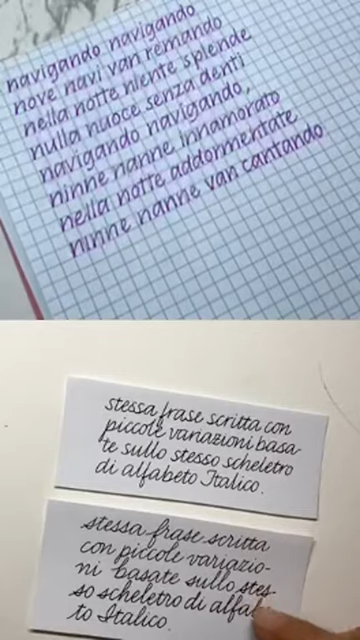 navigando navigando
nove navi van remando
nella notte niente splende
nulla nuoce senza denti
navigando navigando,
ninne nanne innamorato
nella notte addormentate
ninne nanne van cantando
stessa frase scritta con
piccole variazioni basa-
te sullo stesso scheletro
di alfabeto Italico.
stessa frase scritta
con piccole variazio-
ni basate sullo stes-
so scheletro di alfab
to Italico.